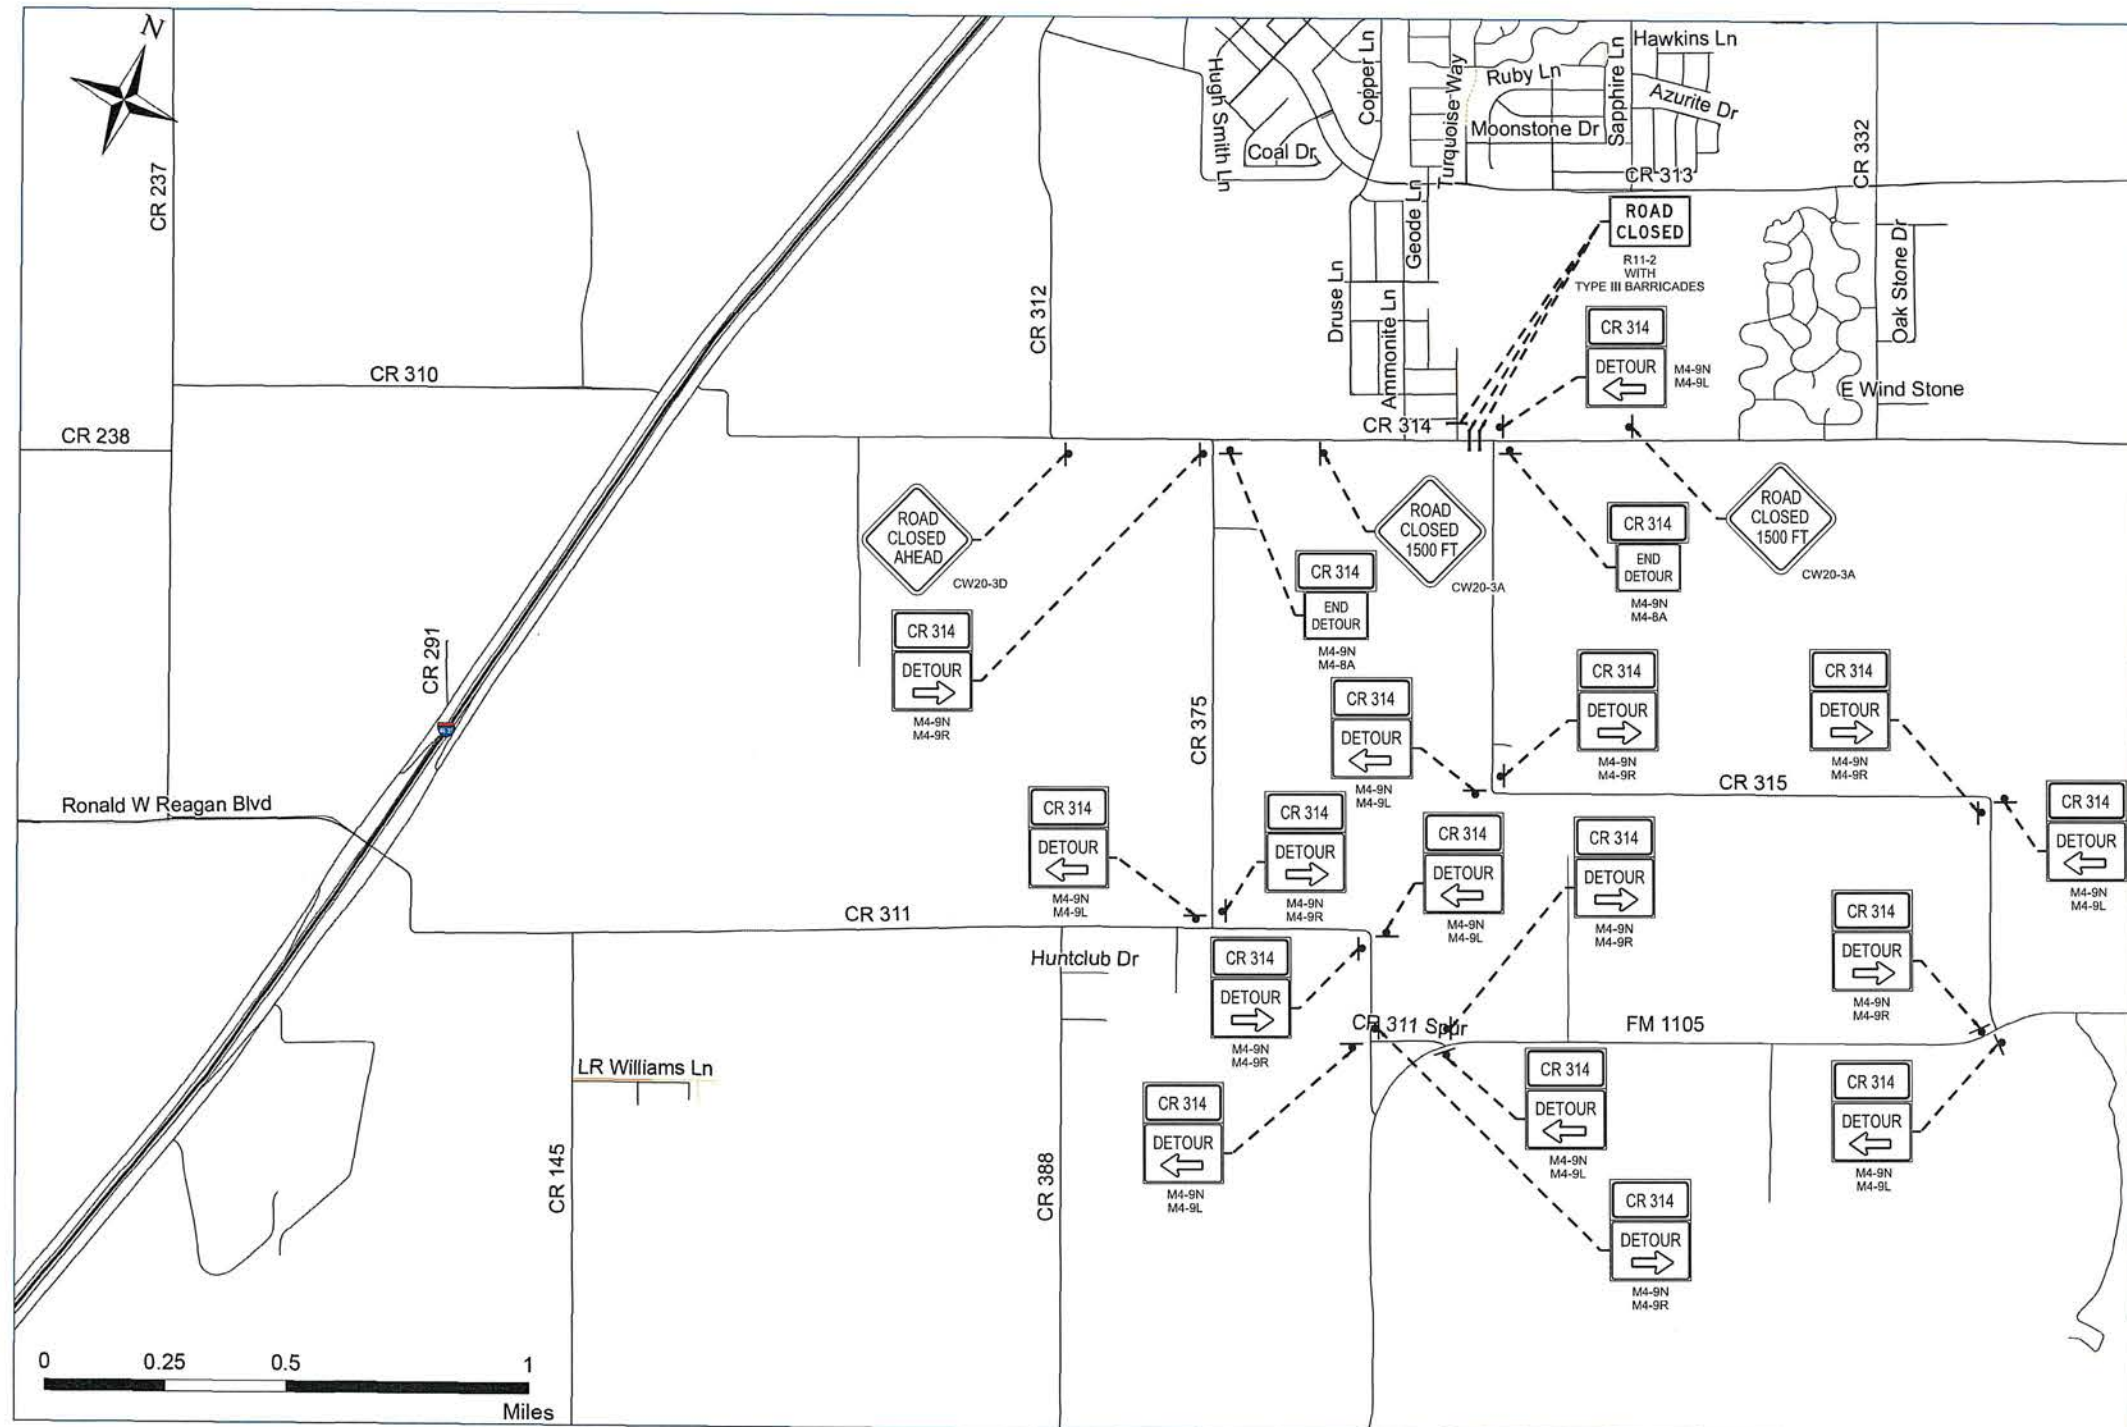 N
CR 237
Hugh Smith Ln
Coal Dr
Copper Ln
Turquoise Way
Ruby Ln
Moonstone Dr
Sapphire Ln
Hawkins Ln
Azurite Dr
CR 313
CR 332
CR 312
Druse Ln
Geode Ln
Ammonite Ln
ROAD
CLOSED
R11-2
WITH
TYPE III BARRICADES
Oak Stone Dr
E Wind Stone
CR 314
DETOUR
M4-9N
M4-9L
CR 310
CR 238
CR 314
ROAD
CLOSED
AHEAD
CW20-3D
ROAD
CLOSED
1500 FT
CW20-3A
ROAD
CLOSED
1500 FT
CW20-3A
CR 314
END
DETOUR
M4-9N
M4-8A
CR 314
END
DETOUR
M4-9N
M4-8A
CR 314
DETOUR
M4-9N
M4-9R
CR 291
CR 375
CR 314
DETOUR
M4-9N
M4-9L
CR 314
DETOUR
M4-9N
M4-9R
CR 314
DETOUR
M4-9N
M4-9R
CR 315
CR 314
DETOUR
M4-9N
M4-9L
Ronald W Reagan Blvd
CR 314
DETOUR
M4-9N
M4-9L
CR 314
DETOUR
M4-9N
M4-9R
CR 314
DETOUR
M4-9N
M4-9L
CR 314
DETOUR
M4-9N
M4-9R
CR 314
DETOUR
M4-9N
M4-9R
CR 311
Huntclub Dr
CR 314
DETOUR
M4-9N
M4-9R
CR 311 Spur
FM 1105
LR Williams Ln
CR 314
DETOUR
M4-9N
M4-9L
CR 314
DETOUR
M4-9N
M4-9L
CR 314
DETOUR
M4-9N
M4-9L
CR 145
CR 388
CR 314
DETOUR
M4-9N
M4-9R
0
0.25
0.5
1
Miles